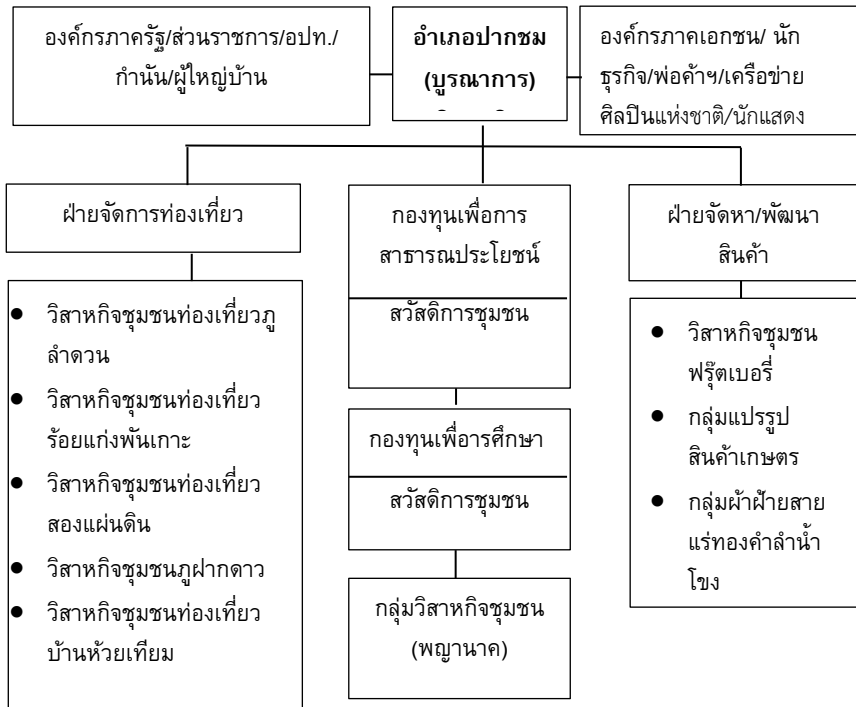 องค์กรภาครัฐ/ส่วนราชการ/อปท./
กำนัน/ผู้ใหญ่บ้าน
อำเภอปากชม
(บูรณาการ)
องค์กรภาคเอกชน/ นัก
ธุรกิจ/พ่อค้าฯ/เครือข่าย
ศิลปินแห่งชาติ/นักแสดง
ฝ่ายจัดการท่องเที่ยว
● วิสาหกิจชุมชนท่องเที่ยวภู
ลำดวน
● วิสาหกิจชุมชนท่องเที่ยว
ร้อยแก่งพันเกาะ
● วิสาหกิจชุมชนท่องเที่ยว
สองแผ่นดิน
● วิสาหกิจชุมชนภูฝากดาว
● วิสาหกิจชุมชนท่องเที่ยว
บ้านห้วยเทียม
กองทุนเพื่อการ
สาธารณประโยชน์
สวัสดิการชุมชน
กองทุนเพื่อารศึกษา
สวัสดิการชุมชน
กลุ่มวิสาหกิจชุมชน
(พญานาค)
ฝ่ายจัดหา/พัฒนา
สินค้า
● วิสาหกิจชุมชน
ฟรุ๊ตเบอรี่
● กลุ่มแปรรูป
สินค้าเกษตร
● กลุ่มผ้าฝ้ายสาย
แร่ทองคำลำน้ำ
โขง